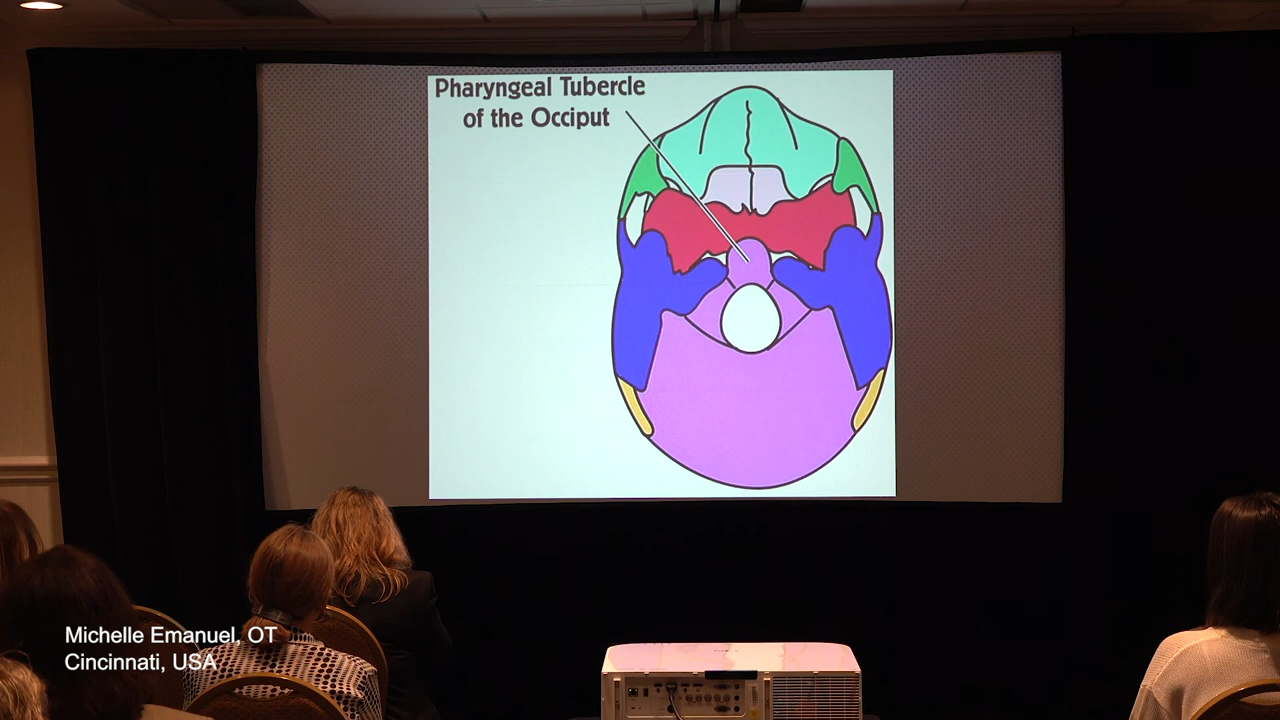 Pharyngeal Tubercle
of the Occiput
Michelle Emanuel, OT
Cincinnati, USA